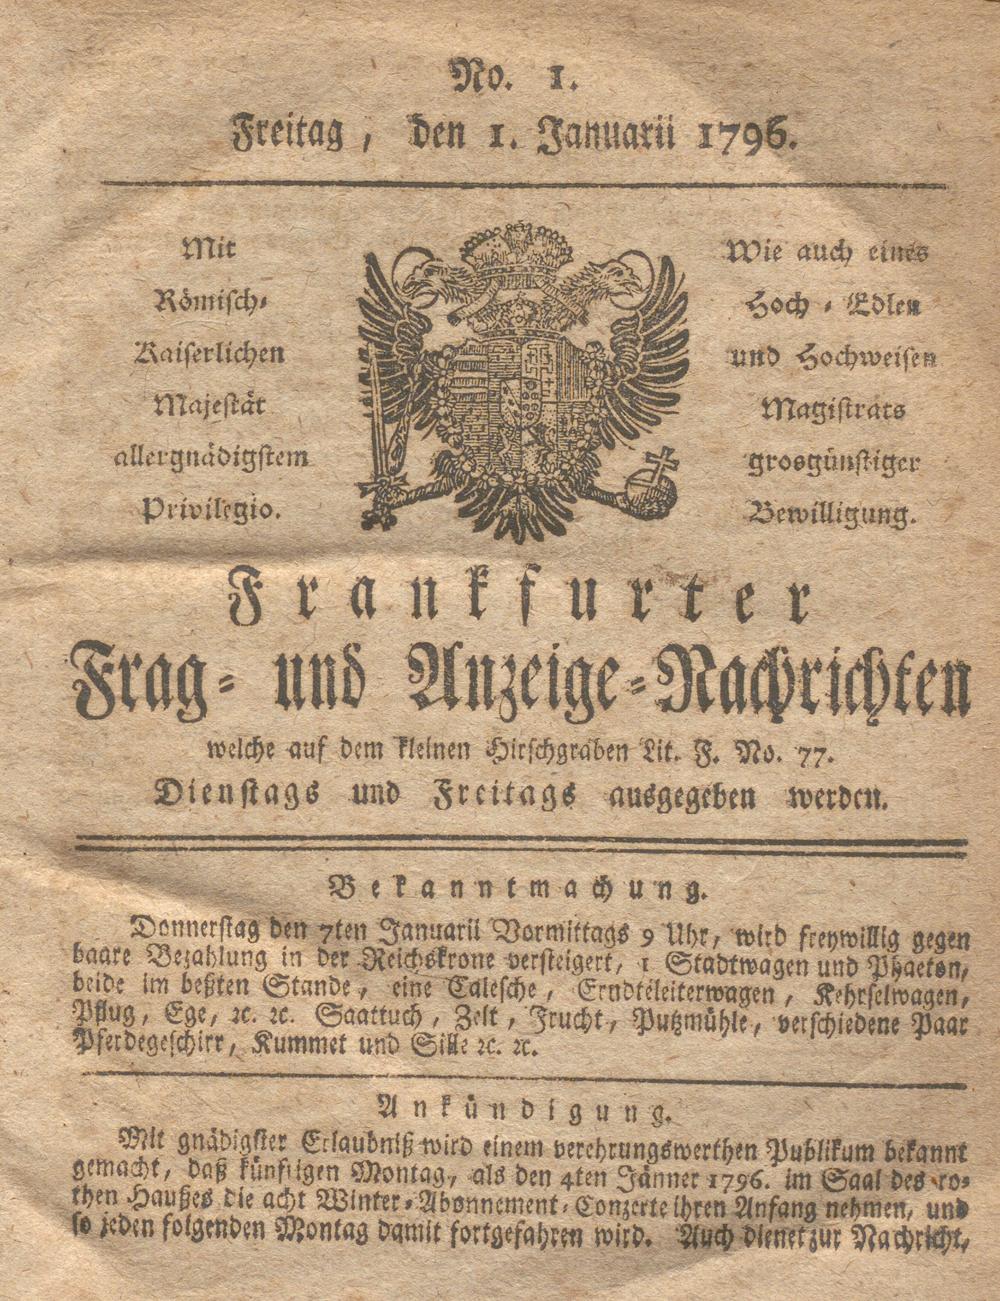 No. 1.
Freitag, den 1. Januarii 1796.
Mit
Römisch-
Kaiserlichen
Majestät
allergnädigstem
Privilegio.
Wie auch eines
Hoch-Edlen
und Hochweisen
Magistrats
grosgünstiger
Bewilligung.
Frankfurter
Frag- und Anzeige-Nachrichten
welche auf dem kleinen Hirschgraben Lit. F. No. 77.
Dienstags und Freitags ausgegeben werden.
Bekanntmachung.
Donnerstag den 7ten Januarii Vormittags 9 Uhr, wird freywillig gegen
baare Bezahlung in der Reichskrone versteigert, 1 Stadtwagen und Phaeton,
beide im beßten Stande, eine Calesche, Erndteleiterwagen, Kehrselwagen,
Pflug, Ege, ꝛc. ꝛc. Saattuch, Zelt, Frucht, Putzmühle, verschiedene Paar
Pferdegeschirr, Kummet und Sille ꝛc. ꝛc.
Ankündigung.
Mit gnädigster Erlaubniß wird einem verehrungswerthen Publikum bekannt
gemacht, daß künftigen Montag, als den 4ten Jänner 1796. im Saal des ro-
then Haußes die acht Winter-Abonnement-Conzerte ihren Anfang nehmen, und
so jeden folgenden Montag damit fortgefahren wird. Auch dienet zur Nachricht,